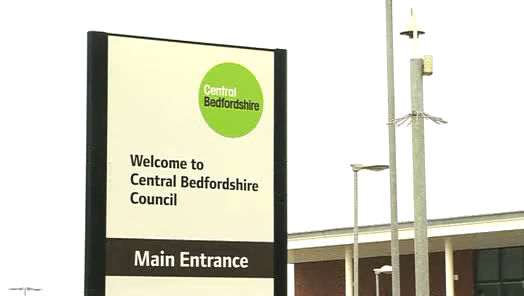 Central
Bedfordshire
Welcome to
Central Bedfordshire
Council
Main Entrance